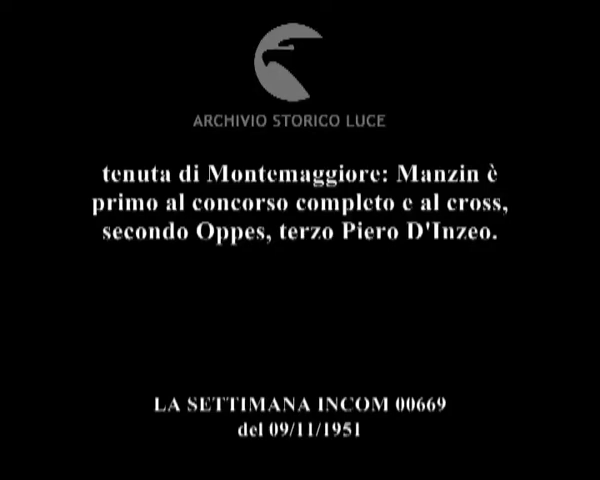 ARCHIVIO STORICO LUCE
tenuta di Montemaggiore: Manzin è
primo al concorso completo e al cross,
secondo Oppes, terzo Piero D'Inzeo.
LA SETTIMANA INCOM 00669
del 09/11/1951